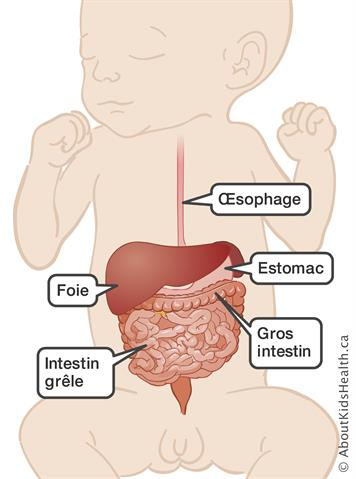 Œsophage
Estomac
Foie
Gros
intestin
Intestin
grêle
© AboutKidsHealth.ca